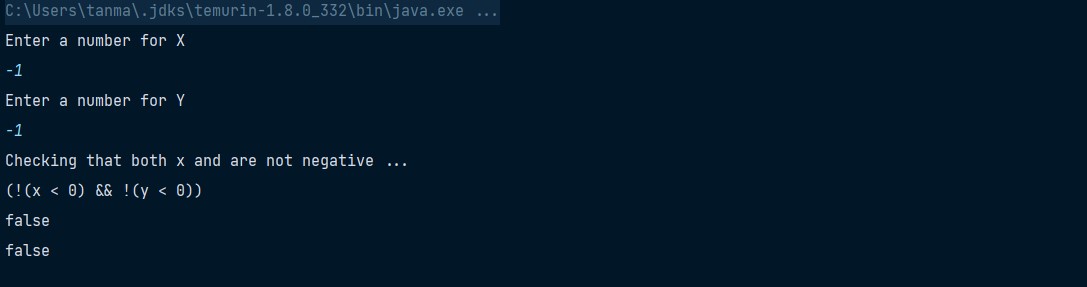 C:\Users\tanma\.jdks\temurin-1.8.0_332\bin\java.exe ...
Enter a number for X
-1
Enter a number for Y
-1
Checking that both x and are not negative ...
(!(x < 0) && !(y < 0))
false
false